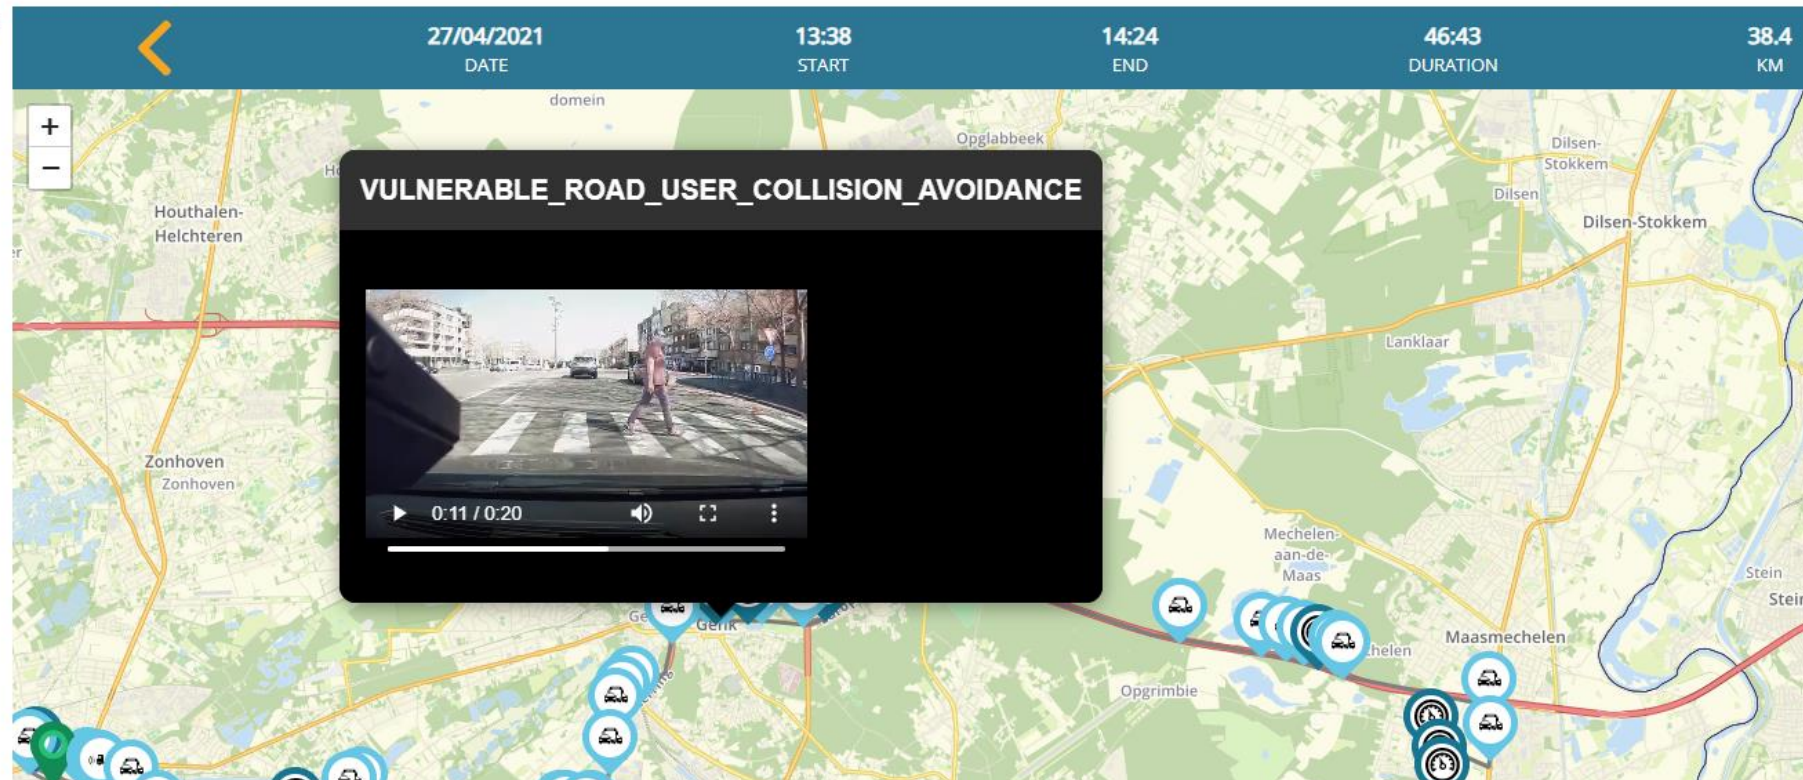 27/04/2021
DATE
13:38
START
14:24
END
46:43
DURATION
38.4
KM
+
−
domein
Opglabbeek
Dilsen-
Stokkem
Dilsen
Dilsen-Stokkem
Houthalen-
Helchteren
VULNERABLE_ROAD_USER_COLLISION_AVOIDANCE
Lanklaar
Zonhoven
Zonhoven
0:11 / 0:20
Mechelen-
aan-de-
Maas
Stein
Genk
Maasmechelen
Opgrimbie